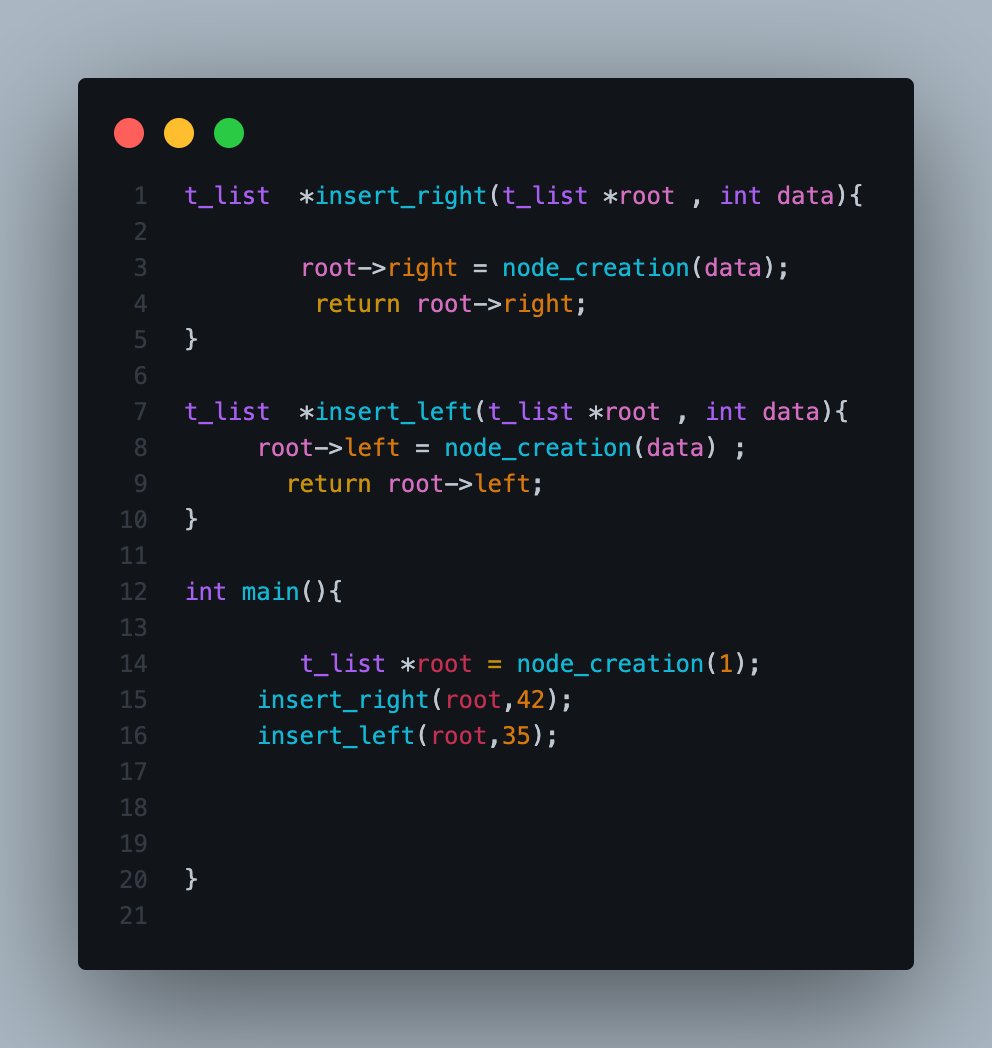 1 t_list  *insert_right(t_list *root , int data){
2
3         root->right = node_creation(data);
4          return root->right;
5 }
6
7 t_list  *insert_left(t_list *root , int data){
8      root->left = node_creation(data) ;
9        return root->left;
10 }
11
12 int main(){
13
14         t_list *root = node_creation(1);
15      insert_right(root,42);
16      insert_left(root,35);
17
18
19
20 }
21